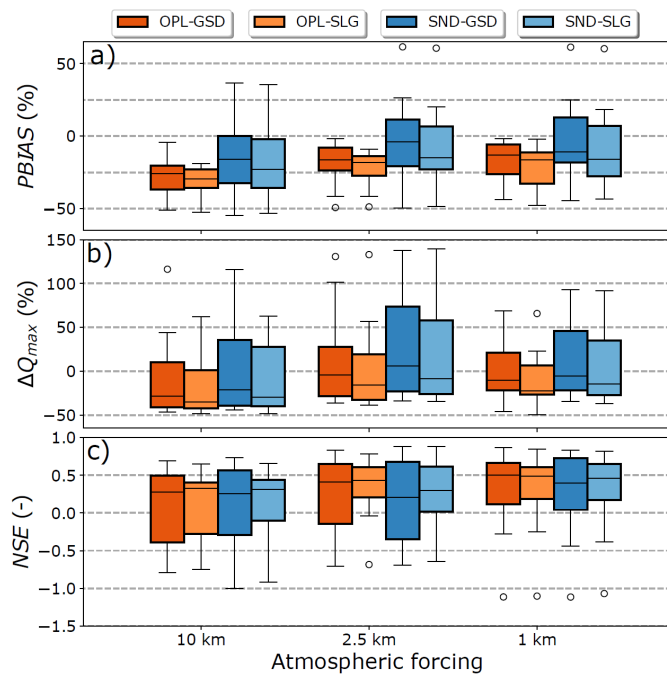 OPL-GSD OPL-SLG SND-GSD SND-SLG
a)
PBIAS (%)
50
0
−25
−50
b)
ΔQmax (%)
150
100
50
0
−50
c)
NSE (-)
1.0
0.5
0.0
−0.5
−1.0
−1.5
10 km 2.5 km 1 km
Atmospheric forcing